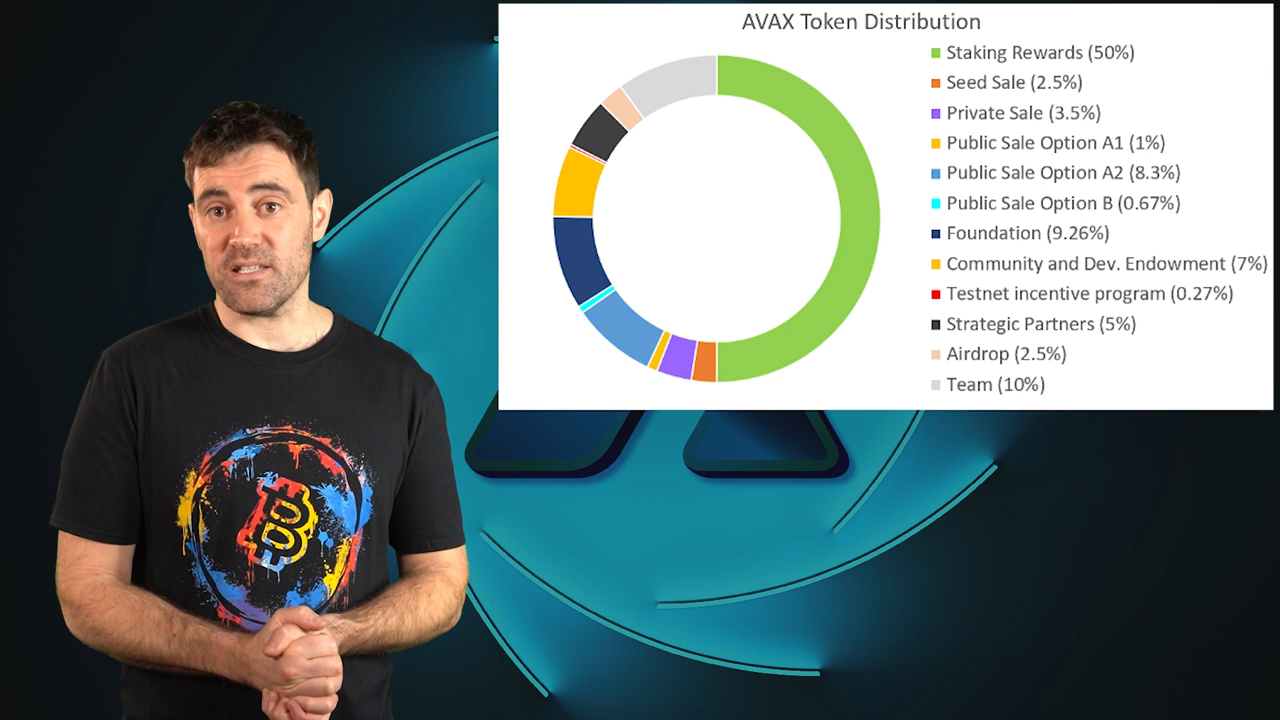 AVAX Token Distribution
Staking Rewards (50%)
Seed Sale (2.5%)
Private Sale (3.5%)
Public Sale Option A1 (1%)
Public Sale Option A2 (8.3%)
Public Sale Option B (0.67%)
Foundation (9.26%)
Community and Dev. Endowment (7%)
Testnet incentive program (0.27%)
Strategic Partners (5%)
Airdrop (2.5%)
Team (10%)
B